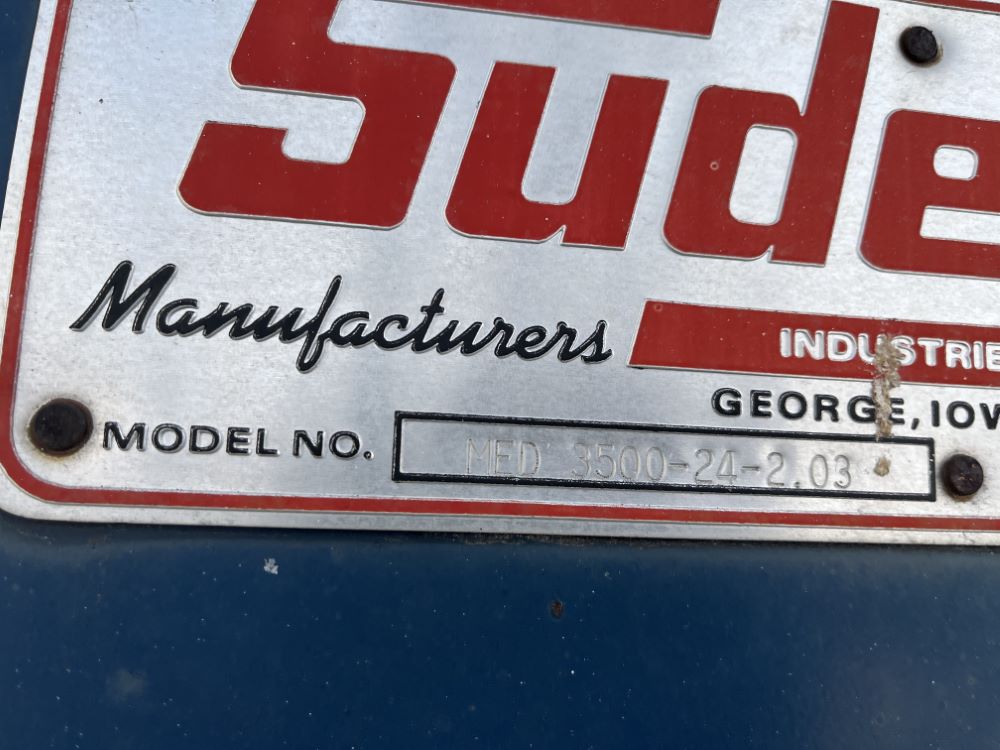 Sude
Manufacturers
INDUSTRIE
GEORGE, IOW
MODEL NO. MED 3500-24-2.03